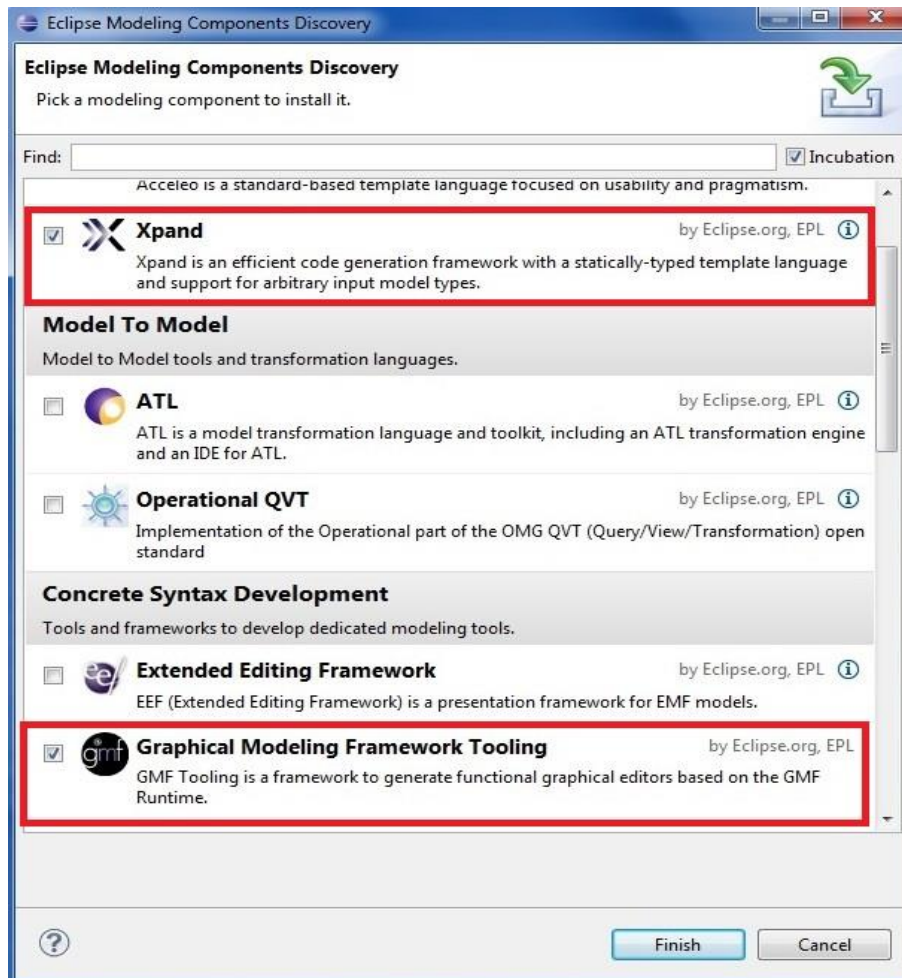 Eclipse Modeling Components Discovery
Eclipse Modeling Components Discovery
Pick a modeling component to install it.
Find:
Incubation
Acceleo is a standard-based template language focused on usability and pragmatism.
Xpand
by Eclipse.org, EPL
Xpand is an efficient code generation framework with a statically-typed template language
and support for arbitrary input model types.
Model To Model
Model to Model tools and transformation languages.
ATL
by Eclipse.org, EPL
ATL is a model transformation language and toolkit, including an ATL transformation engine
and an IDE for ATL.
Operational QVT
by Eclipse.org, EPL
Implementation of the Operational part of the OMG QVT (Query/View/Transformation) open
standard
Concrete Syntax Development
Tools and frameworks to develop dedicated modeling tools.
eef
Extended Editing Framework
by Eclipse.org, EPL
EEF (Extended Editing Framework) is a presentation framework for EMF models.
gmf
Graphical Modeling Framework Tooling
by Eclipse.org, EPL
GMF Tooling is a framework to generate functional graphical editors based on the GMF
Runtime.
Finish
Cancel